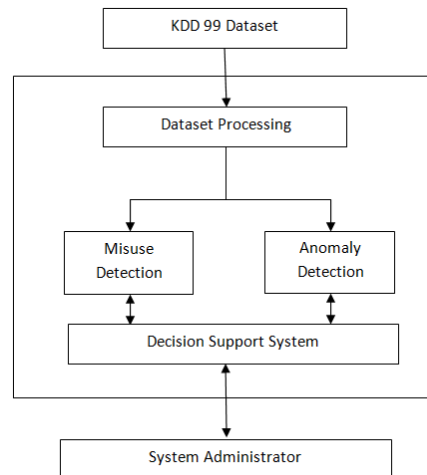 KDD 99 Dataset
Dataset Processing
Misuse
Detection
Anomaly
Detection
Decision Support System
System Administrator